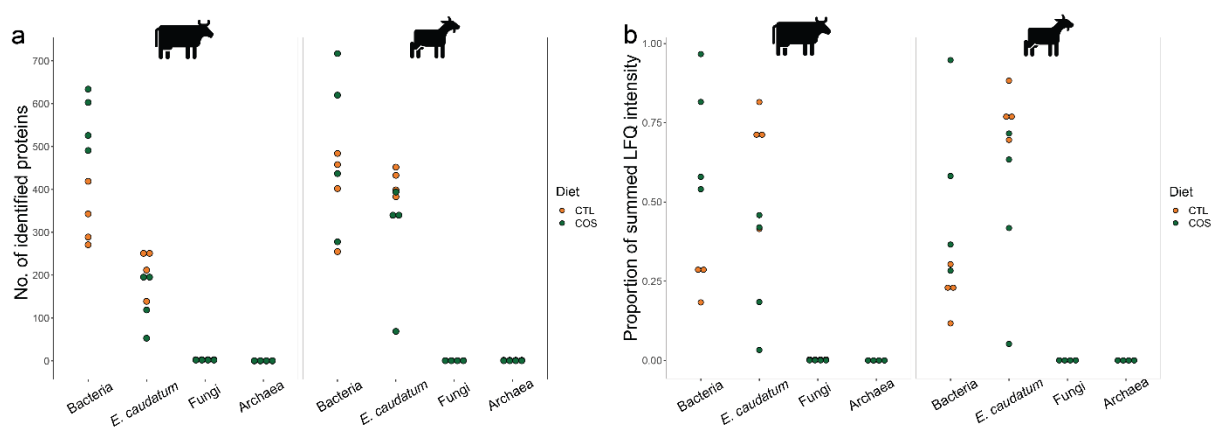 a
No. of identified proteins
700
600
500
400
300
200
100
0
Bacteria
E. caudatum
Fungi
Archaea
Bacteria
E. caudatum
Fungi
Archaea
Diet
CTL
COS
b
Proportion of summed LFQ intensity
1.00
0.75
0.50
0.25
0.00
Bacteria
E. caudatum
Fungi
Archaea
Bacteria
E. caudatum
Fungi
Archaea
Diet
CTL
COS